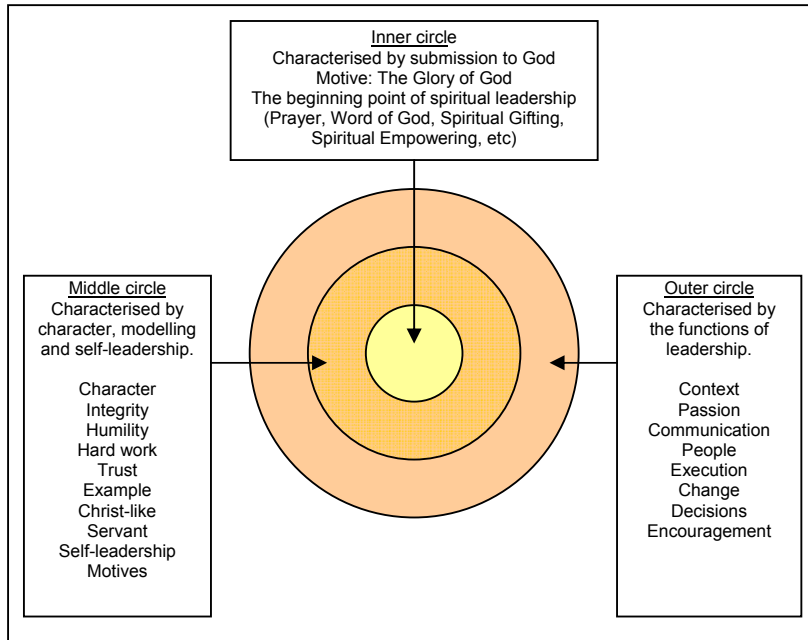 Inner circle
Characterised by submission to God
Motive: The Glory of God
The beginning point of spiritual leadership
(Prayer, Word of God, Spiritual Gifting,
Spiritual Empowering, etc)
Middle circle
Characterised by
character, modelling
and self-leadership.
Character
Integrity
Humility
Hard work
Trust
Example
Christ-like
Servant
Self-leadership
Motives
Outer circle
Characterised by
the functions of
leadership.
Context
Passion
Communication
People
Execution
Change
Decisions
Encouragement